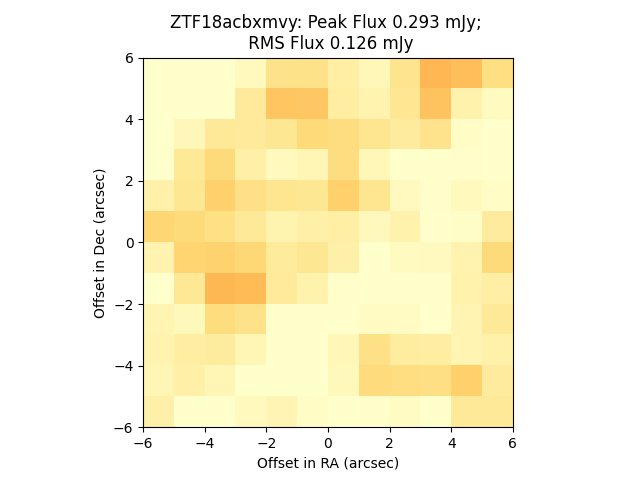 ZTF18acbxmvy: Peak Flux 0.293 mJy;
RMS Flux 0.126 mJy
6
4
2
0
−2
−4
−6
Offset in Dec (arcsec)
−6 −4 −2 0 2 4 6
Offset in RA (arcsec)